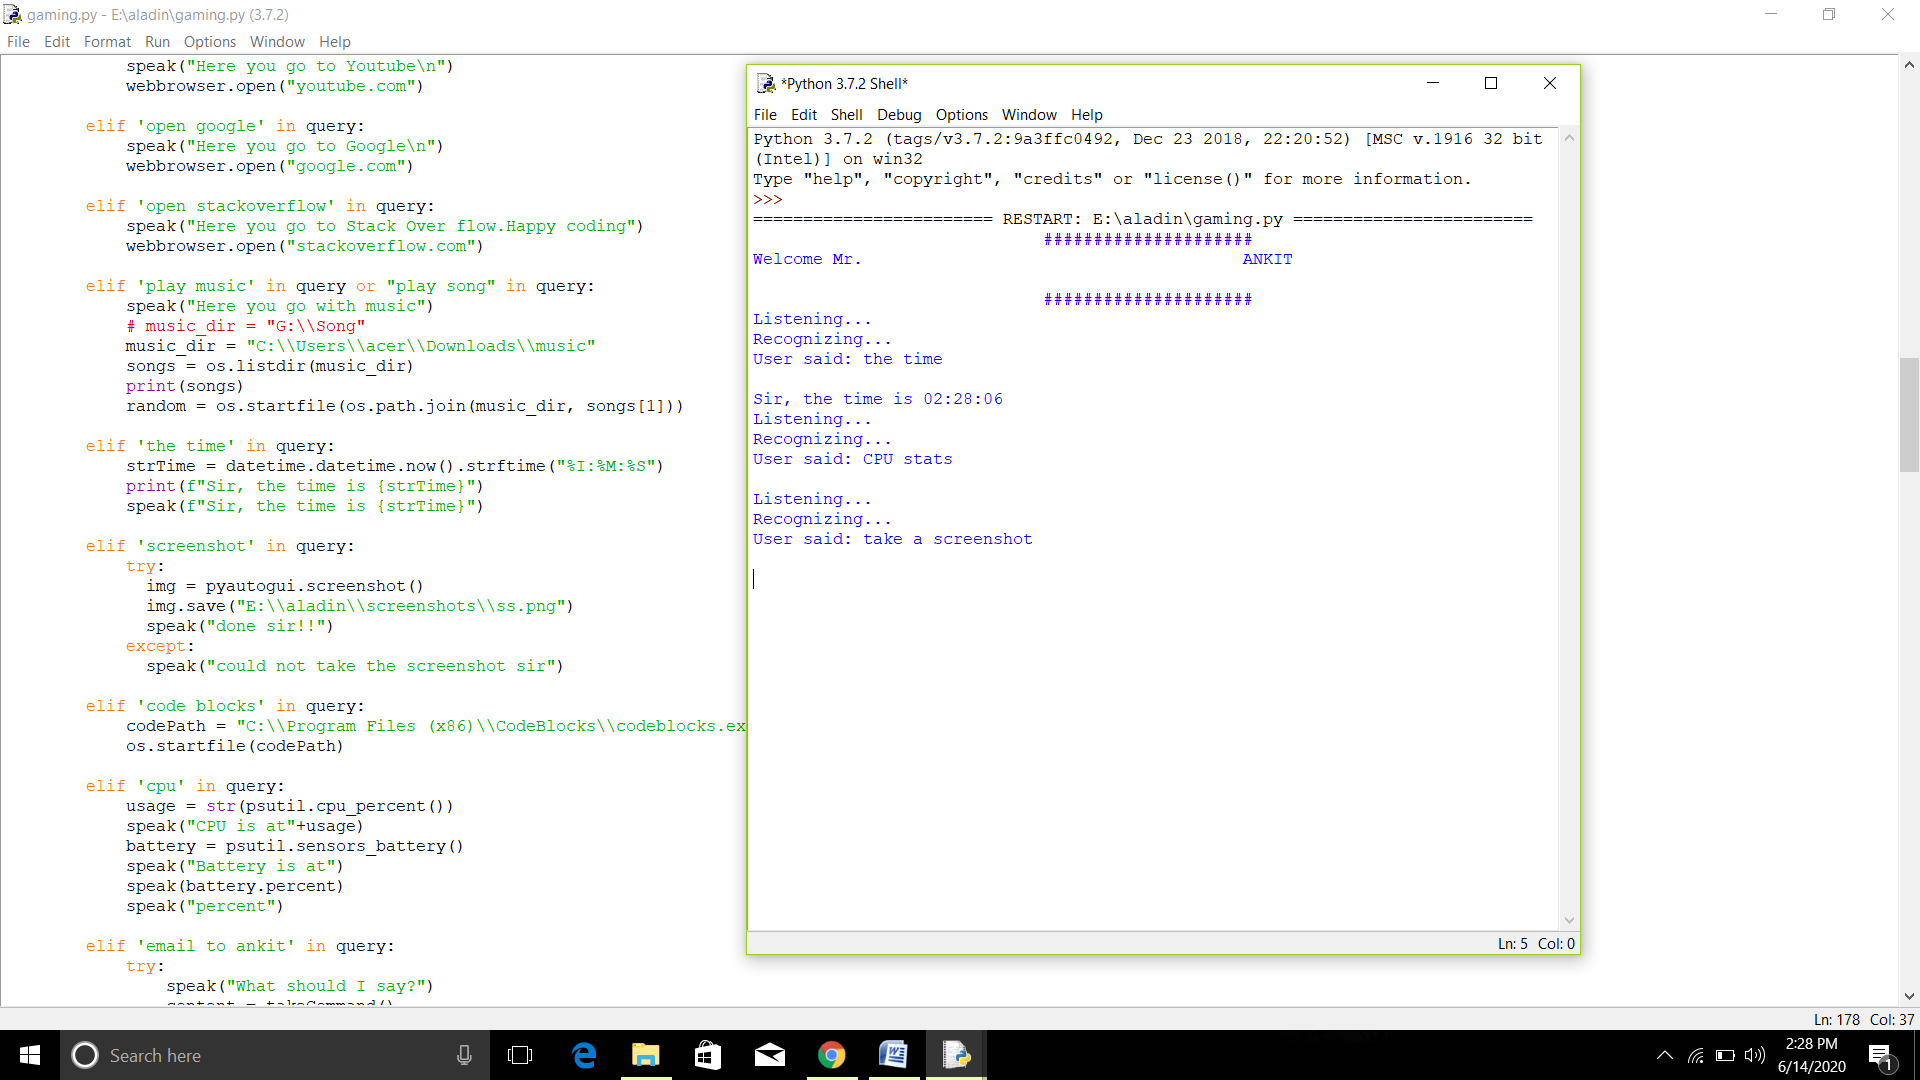 gaming.py - E:\aladin\gaming.py (3.7.2)
File Edit Format Run Options Window Help
speak("Here you go to Youtube\n")
webbrowser.open("youtube.com")
elif 'open google' in query:
speak("Here you go to Google\n")
webbrowser.open("google.com")
elif 'open stackoverflow' in query:
speak("Here you go to Stack Over flow.Happy coding")
webbrowser.open("stackoverflow.com")
elif 'play music' in query or "play song" in query:
speak("Here you go with music")
# music_dir = "G:\\Song"
music_dir = "C:\\Users\\acer\\Downloads\\music"
songs = os.listdir(music_dir)
print(songs)
random = os.startfile(os.path.join(music_dir, songs[1]))
elif 'the time' in query:
strTime = datetime.datetime.now().strftime("%I:%M:%S")
print(f"Sir, the time is {strTime}")
speak(f"Sir, the time is {strTime}")
elif 'screenshot' in query:
try:
img = pyautogui.screenshot()
img.save("E:\\aladin\\screenshots\\ss.png")
speak("done sir!!")
except:
speak("could not take the screenshot sir")
elif 'code blocks' in query:
codePath = "C:\\Program Files (x86)\\CodeBlocks\\codeblocks.ex
os.startfile(codePath)
elif 'cpu' in query:
usage = str(psutil.cpu_percent())
speak("CPU is at"+usage)
battery = psutil.sensors_battery()
speak("Battery is at")
speak(battery.percent)
speak("percent")
elif 'email to ankit' in query:
try:
speak("What should I say?")
content = takeCommand()
*Python 3.7.2 Shell*
File Edit Shell Debug Options Window Help
Python 3.7.2 (tags/v3.7.2:9a3ffc0492, Dec 23 2018, 22:20:52) [MSC v.1916 32 bit
(Intel)] on win32
Type "help", "copyright", "credits" or "license()" for more information.
>>>
======================== RESTART: E:\aladin\gaming.py ========================
#####################
Welcome Mr. ANKIT
#####################
Listening...
Recognizing...
User said: the time
Sir, the time is 02:28:06
Listening...
Recognizing...
User said: CPU stats
Listening...
Recognizing...
User said: take a screenshot
Ln: 5 Col: 0
Ln: 178 Col: 37
Search here
2:28 PM
6/14/2020
1